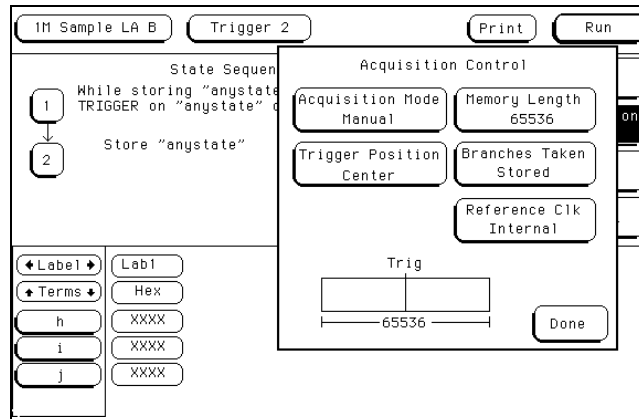 1M Sample LA B
Trigger 2
Print
Run
State Sequen
1
While storing "anystate
TRIGGER on "anystate"
2
Store "anystate"
on
Acquisition Control
Acquisition Mode
Manual
Memory Length
65536
Trigger Position
Center
Branches Taken
Stored
Reference Clk
Internal
Trig
65536
Done
←Label→
Lab1
↑Terms↓
Hex
h
XXXX
i
XXXX
j
XXXX